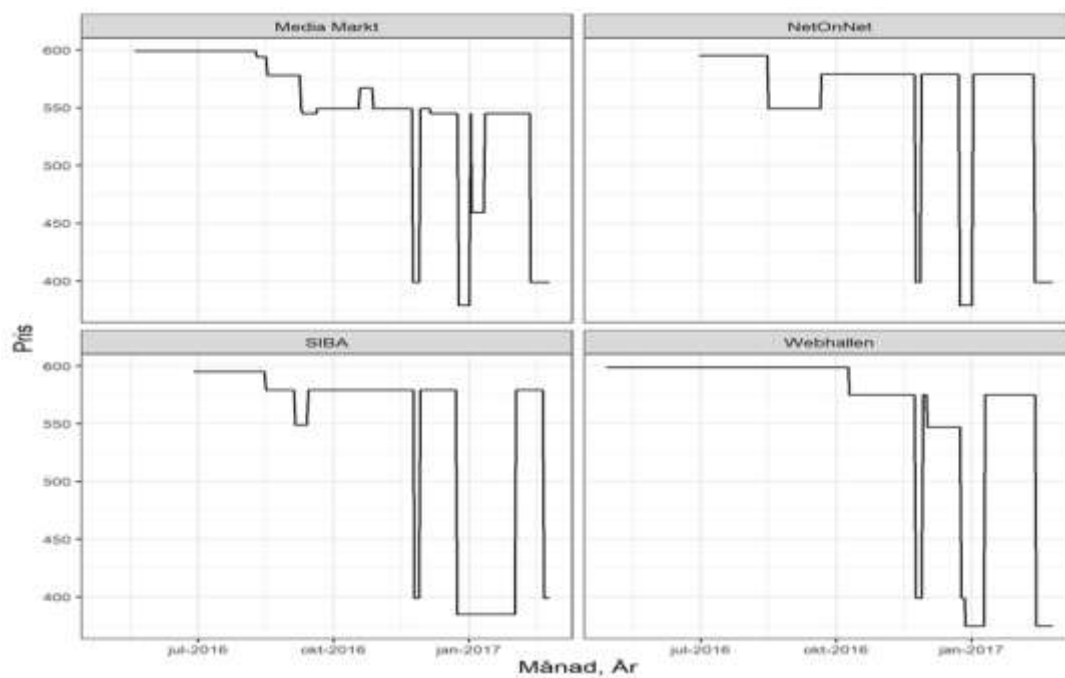 Media Markt
NetOnNet
600
550
500
450
400
SIBA
Webhallen
600
550
500
450
400
Pris
jul-2016
okt-2016
jan-2017
jul-2016
okt-2016
jan-2017
Månad, År